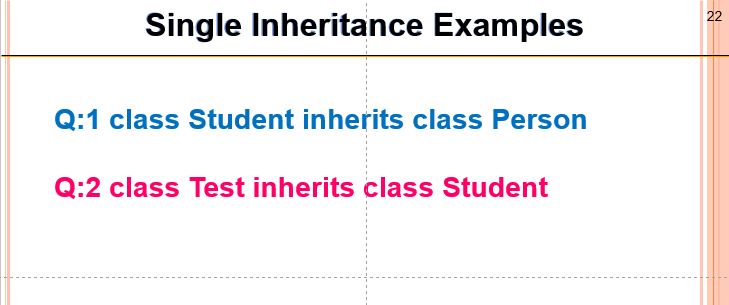 Single Inheritance Examples
22
Q:1 class Student inherits class Person
Q:2 class Test inherits class Student